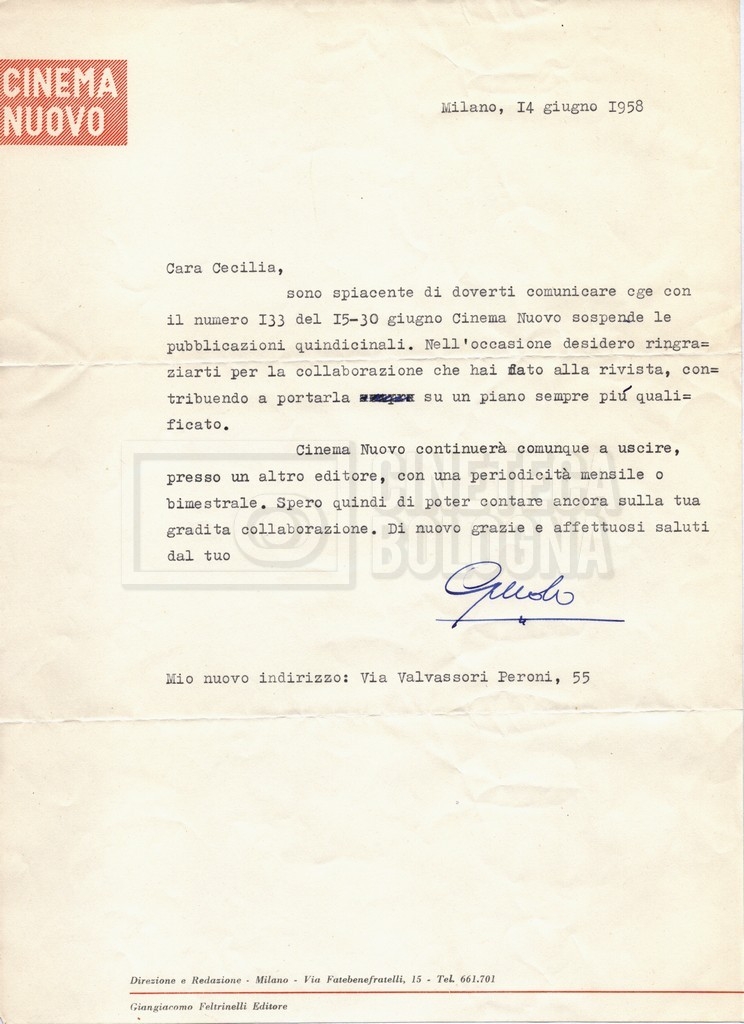 CINEMA
NUOVO
Milano, I4 giugno I958
Cara Cecilia,
sono spiacente di doverti comunicare cge con
il numero I33 del I5-30 giugno Cinema Nuovo sospende le
pubblicazioni quindicinali. Nell'occasione desidero ringra=
ziarti per la collaborazione che hai dato alla rivista, con=
tribuendo a portarla su un piano sempre piú quali=
ficato.
Cinema Nuovo continuerà comunque a uscire,
presso un altro editore, con una periodicità mensile o
bimestrale. Spero quindi di poter contare ancora sulla tua
gradita collaborazione. Di nuovo grazie e affettuosi saluti
dal tuo
CINETECA
BOLOGNA
Mio nuovo indirizzo: Via Valvassori Peroni, 55
Direzione e Redazione - Milano - Via Fatebenefratelli, 15 - Tel. 661.701
Giangiacomo Feltrinelli Editore